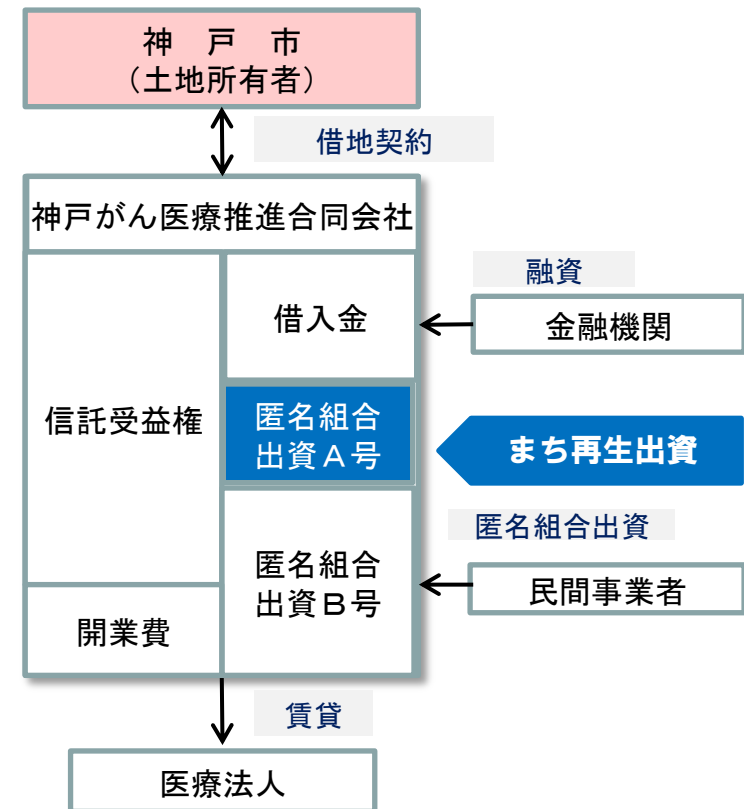 神　戸　市
（土地所有者）
借地契約
神戸がん医療推進合同会社
融資
借入金
金融機関
信託受益権
匿名組合
出資Ａ号
まち再生出資
匿名組合出資
匿名組合
出資Ｂ号
民間事業者
開業費
賃貸
医療法人